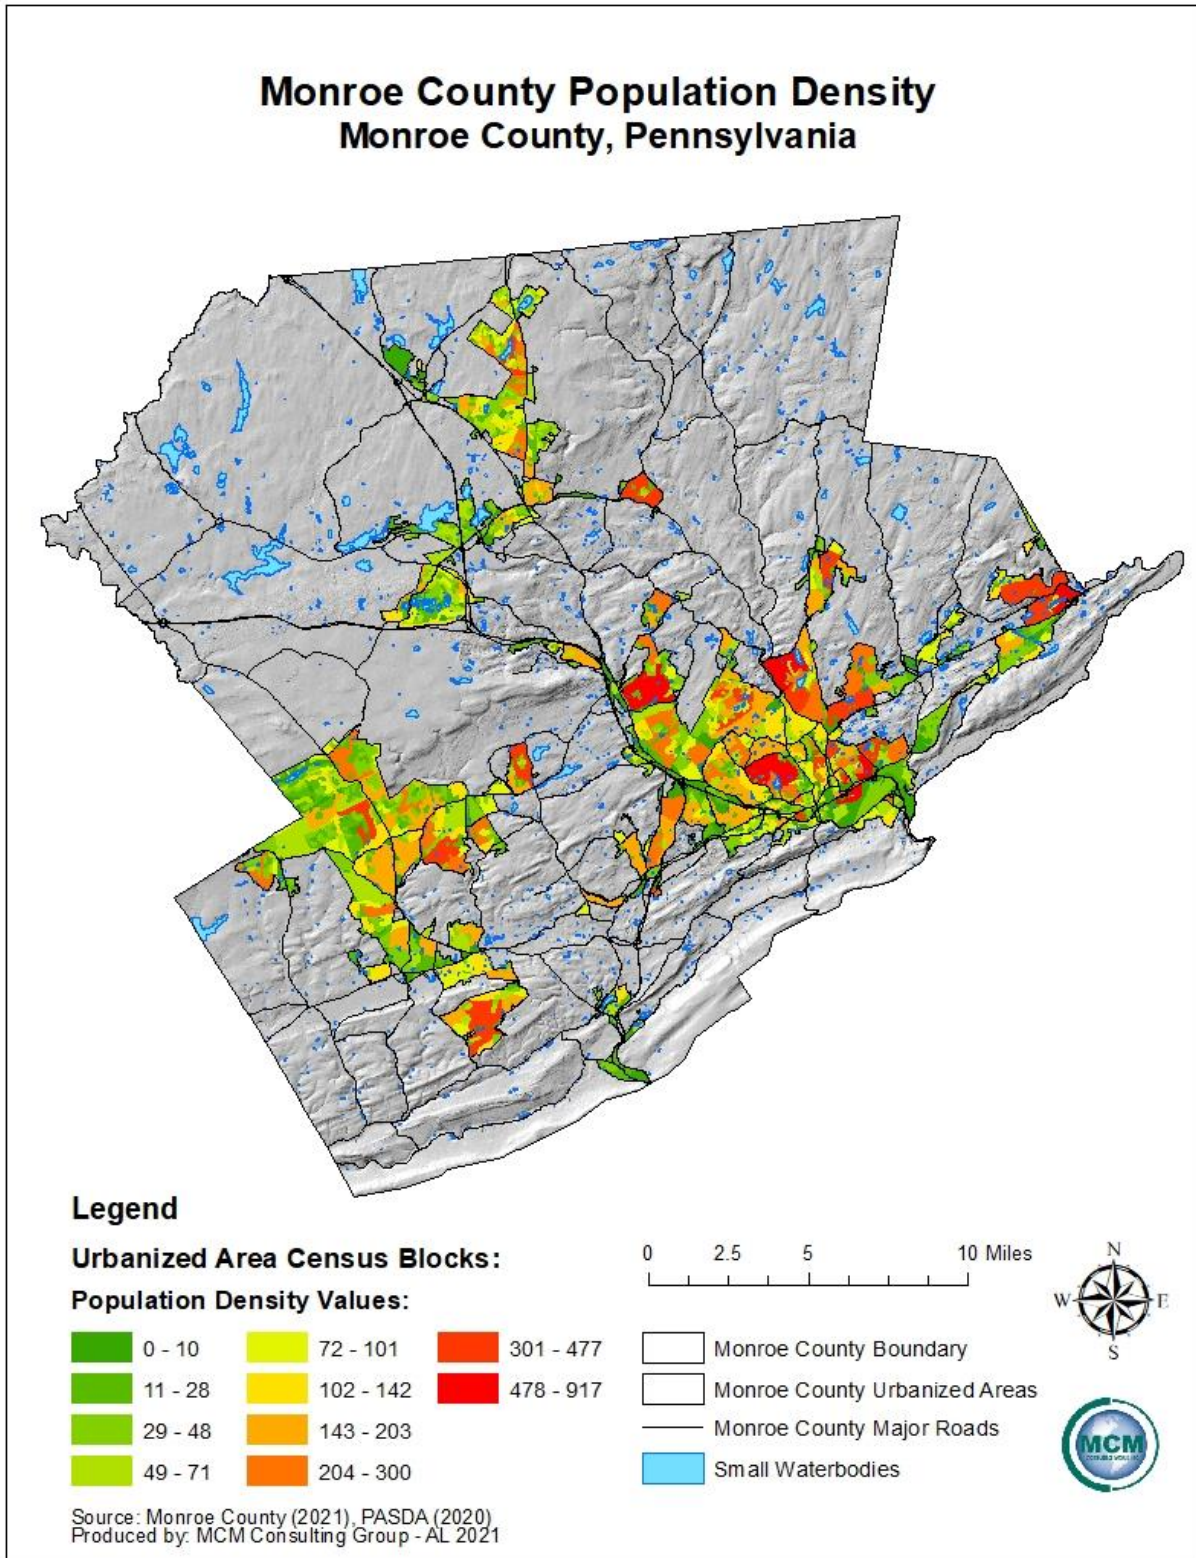 Monroe County Population Density
Monroe County, Pennsylvania
Legend
Urbanized Area Census Blocks:
Population Density Values:
0 - 10
11 - 28
29 - 48
49 - 71
72 - 101
102 - 142
143 - 203
204 - 300
301 - 477
478 - 917
0 2.5 5 10 Miles
Monroe County Boundary
Monroe County Urbanized Areas
Monroe County Major Roads
Small Waterbodies
N
W E
S
MCM
Source: Monroe County (2021), PASDA (2020)
Produced by: MCM Consulting Group - AL 2021